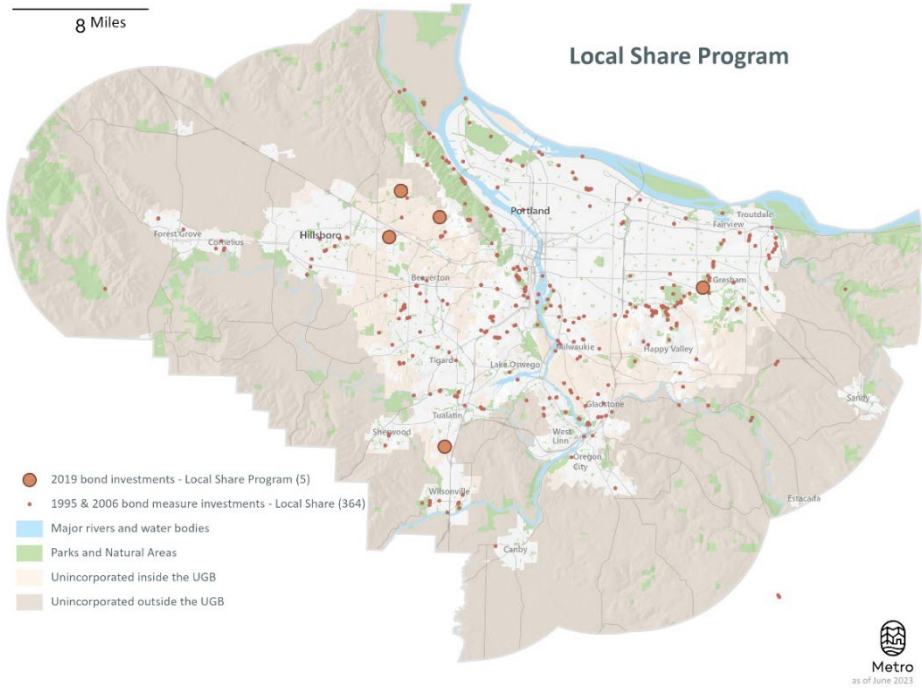 8 Miles
Local Share Program
Portland
Troutdale
Fairview
Forest Grove
Cornelius
Hillsboro
Beaverton
Gresham
Milwaukie
Happy Valley
Tigard
Lake Oswego
Sandy
Gladstone
Tualatin
Sherwood
West
Linn
Oregon
City
Wilsonville
Estacada
Canby
2019 bond investments - Local Share Program (5)
1995 & 2006 bond measure investments - Local Share (364)
Major rivers and water bodies
Parks and Natural Areas
Unincorporated inside the UGB
Unincorporated outside the UGB
Metro
as of June 2023